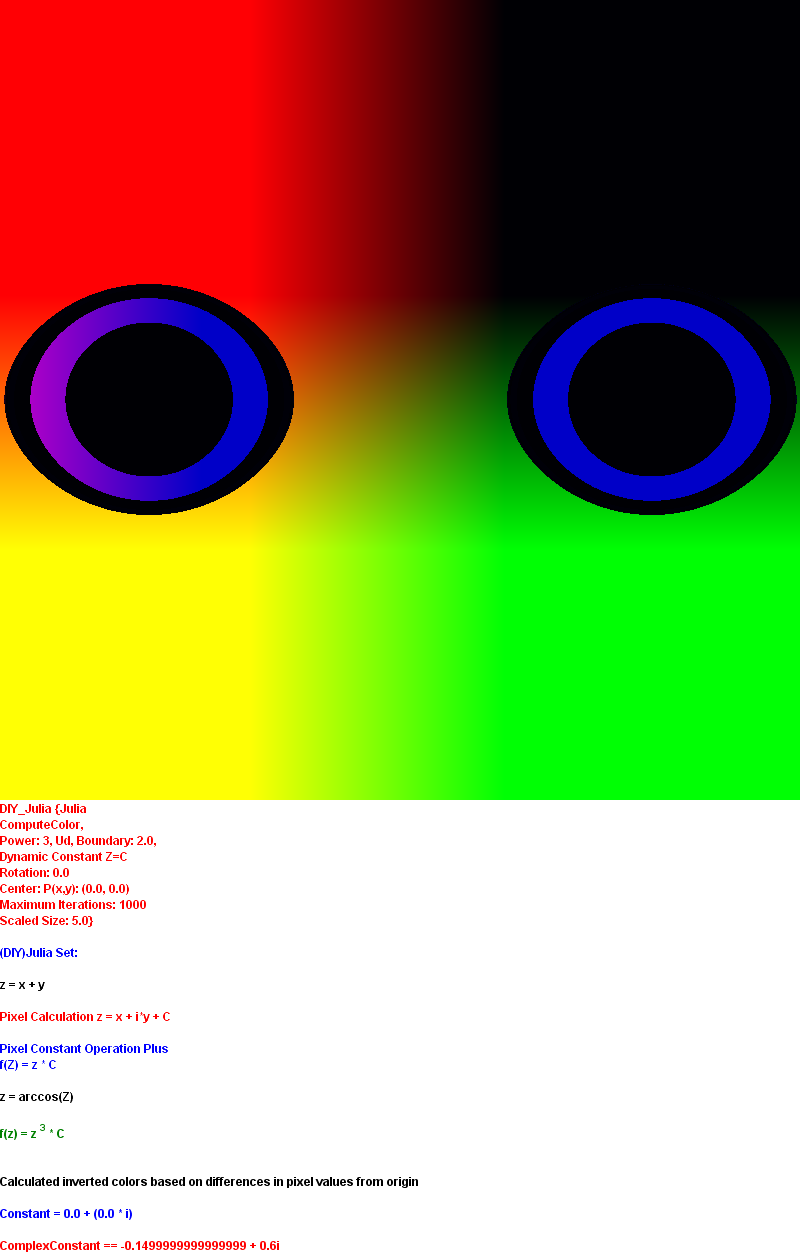 DIY_Julia {Julia
ComputeColor,
Power: 3, Ud, Boundary: 2.0,
Dynamic Constant Z=C
Rotation: 0.0
Center: P(x,y): (0.0, 0.0)
Maximum Iterations: 1000
Scaled Size: 5.0}
(DIY)Julia Set:
z = x + y
Pixel Calculation z = x + i*y + C
Pixel Constant Operation Plus
f(Z) = z * C
z = arccos(Z)
f(z) = z ³ * C
Calculated inverted colors based on differences in pixel values from origin
Constant = 0.0 + (0.0 * i)
ComplexConstant == -0.1499999999999999 + 0.6i